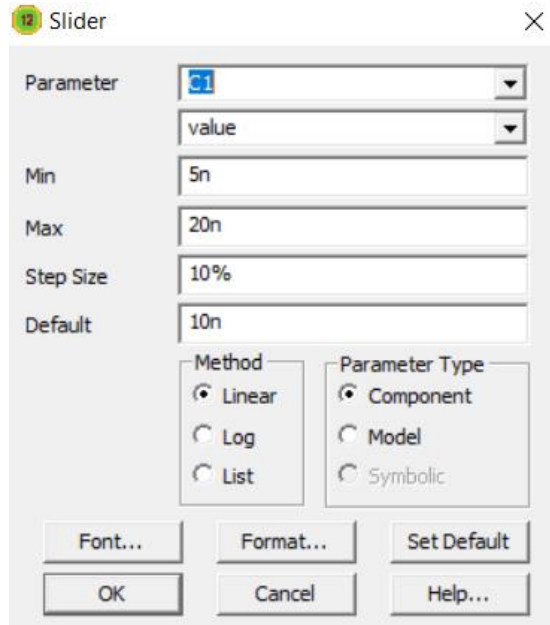 12 Slider
Parameter C1
value
Min 5n
Max 20n
Step Size 10%
Default 10n
Method Parameter Type
Linear Component
Log Model
List Symbolic
Font... Format... Set Default
OK Cancel Help...